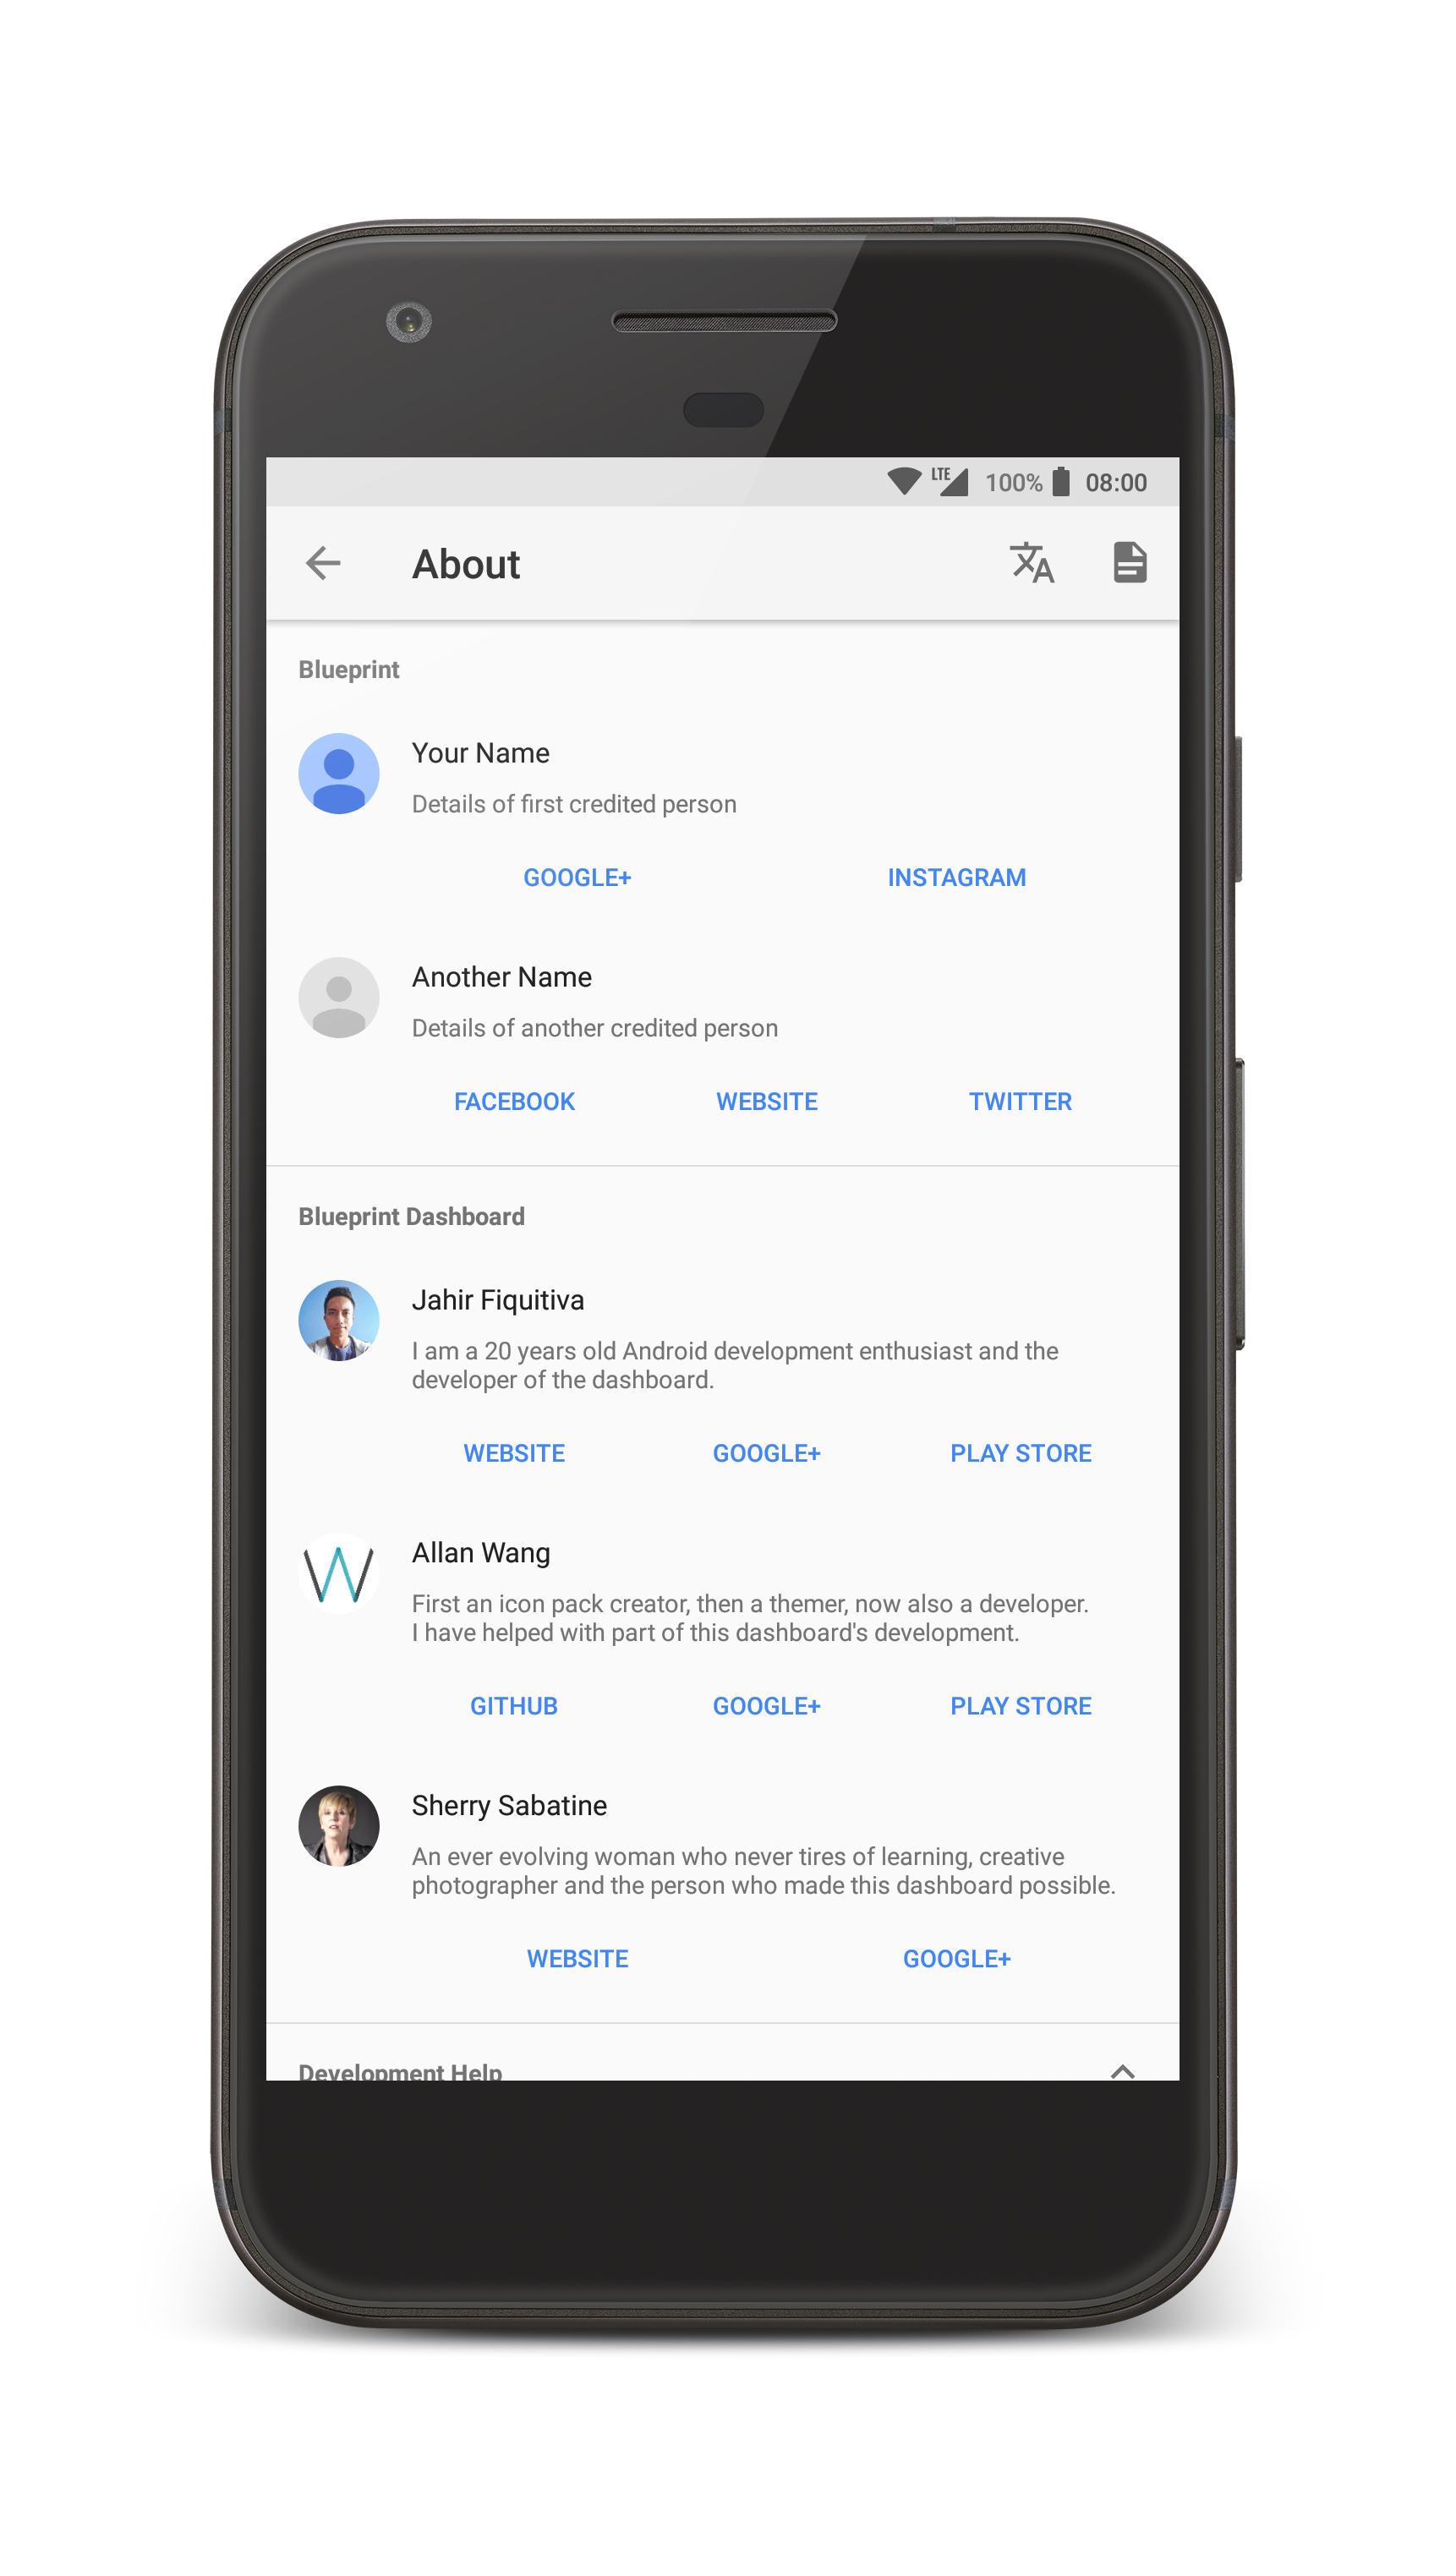 LTE 100% 08:00
About
Blueprint
Your Name
Details of first credited person
GOOGLE+ INSTAGRAM
Another Name
Details of another credited person
FACEBOOK WEBSITE TWITTER
Blueprint Dashboard
Jahir Fiquitiva
I am a 20 years old Android development enthusiast and the
developer of the dashboard.
WEBSITE GOOGLE+ PLAY STORE
Allan Wang
First an icon pack creator, then a themer, now also a developer.
I have helped with part of this dashboard's development.
GITHUB GOOGLE+ PLAY STORE
Sherry Sabatine
An ever evolving woman who never tires of learning, creative
photographer and the person who made this dashboard possible.
WEBSITE GOOGLE+
Development Help